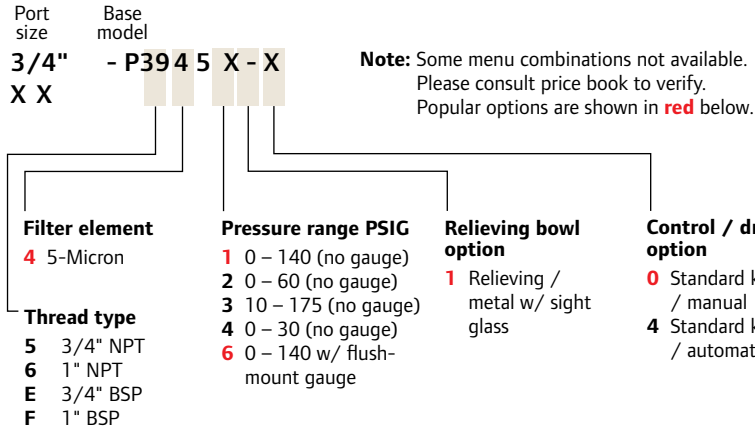 Port Base
size model
3/4" - P3945 X - X
X X
Note: Some menu combinations not available.
Please consult price book to verify.
Popular options are shown in red below.
Filter element
4 5-Micron
Thread type
5 3/4" NPT
6 1" NPT
E 3/4" BSP
F 1" BSP
Pressure range PSIG
1 0 – 140 (no gauge)
2 0 – 60 (no gauge)
3 10 – 175 (no gauge)
4 0 – 30 (no gauge)
6 0 – 140 w/ flush-
mount gauge
Relieving bowl
option
1 Relieving /
metal w/ sight
glass
Control /
option
0 Standard
/ manual
4 Standard